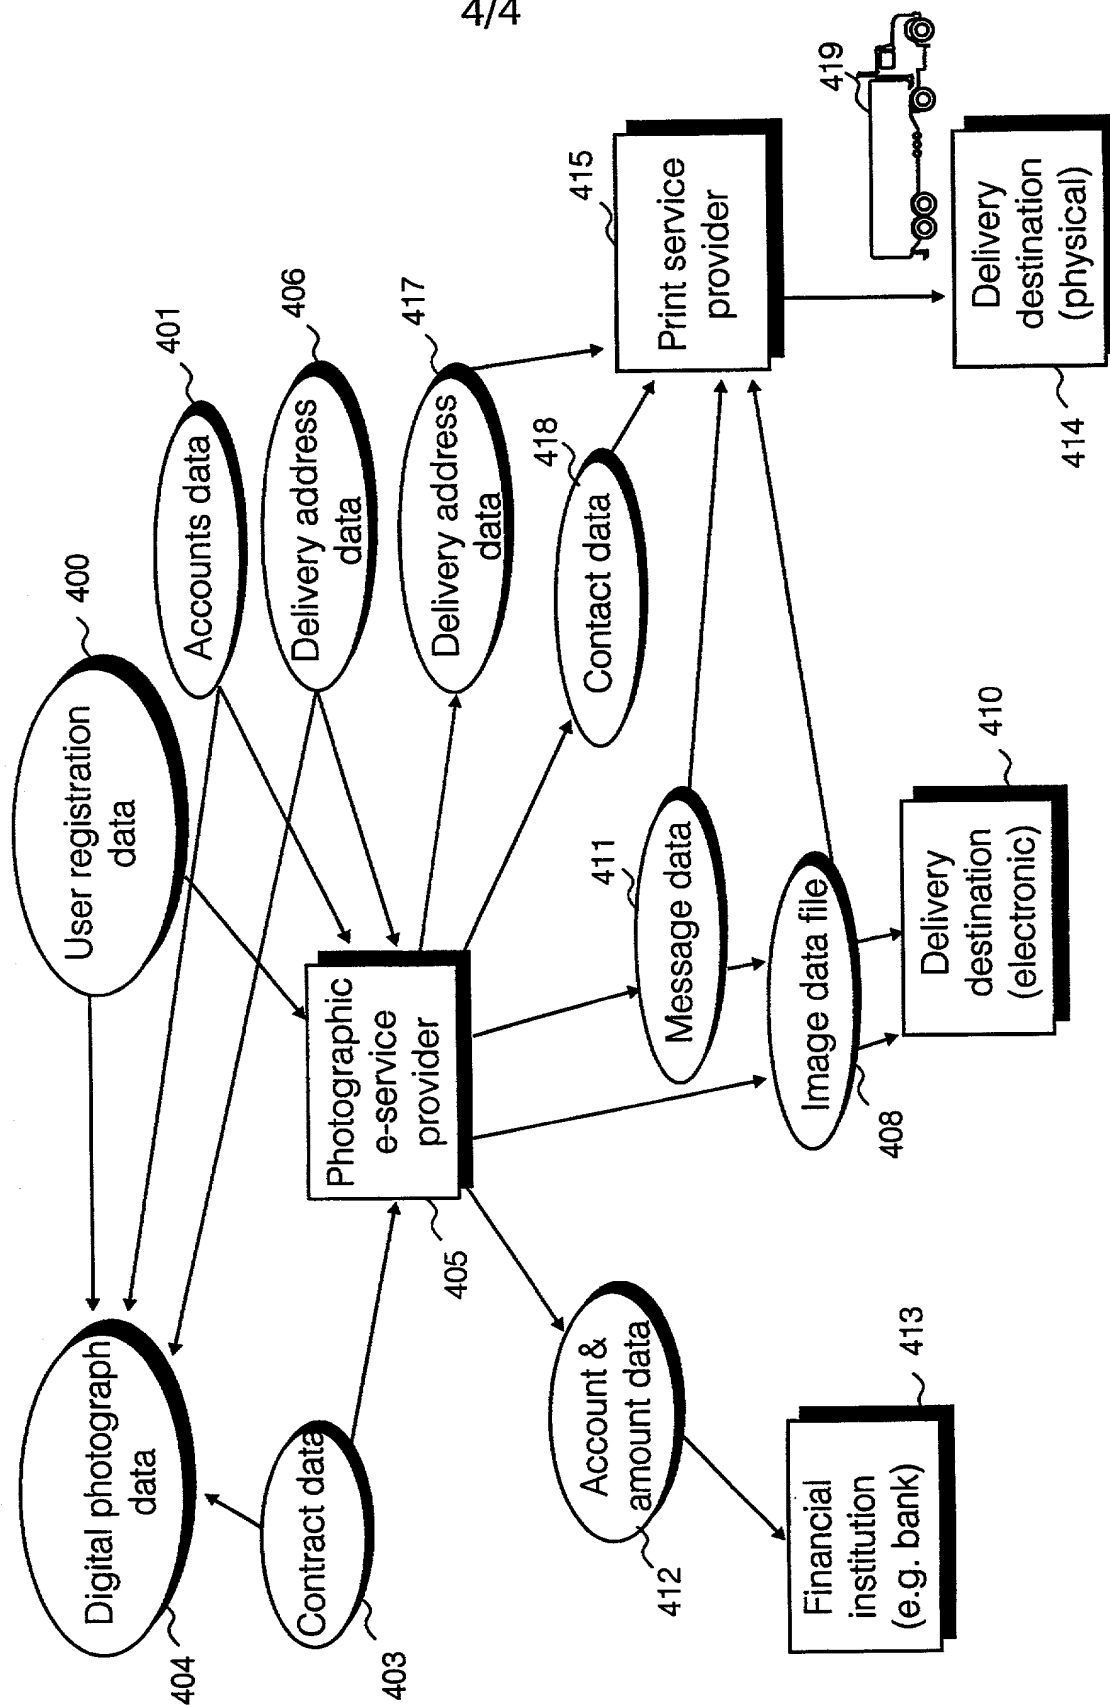 4/4
404
Digital photograph
data
403
Contract data
User registration
data
400
Accounts data
401
Delivery address
data
406
Delivery address
data
417
Photographic
e-service
provider
405
Contact data
418
Print service
provider
415
419
Account &
amount data
412
Message data
411
Image data file
408
Financial
institution
(e.g. bank)
413
Delivery
destination
(electronic)
410
Delivery
destination
(physical)
414